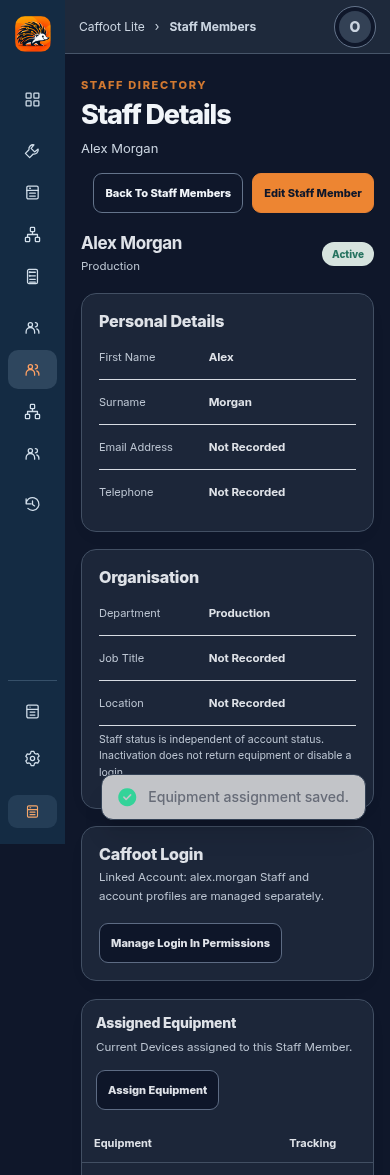 Caffoot Lite › Staff Members
O
STAFF DIRECTORY
Staff Details
Alex Morgan
Back To Staff Members
Edit Staff Member
Alex Morgan
Production
Active
Personal Details
First Name Alex
Surname Morgan
Email Address Not Recorded
Telephone Not Recorded
Organisation
Department Production
Job Title Not Recorded
Location Not Recorded
Staff status is independent of account status.
Inactivation does not return equipment or disable a
login
Equipment assignment saved.
Caffoot Login
Linked Account: alex.morgan Staff and
account profiles are managed separately.
Manage Login In Permissions
Assigned Equipment
Current Devices assigned to this Staff Member.
Assign Equipment
Equipment Tracking